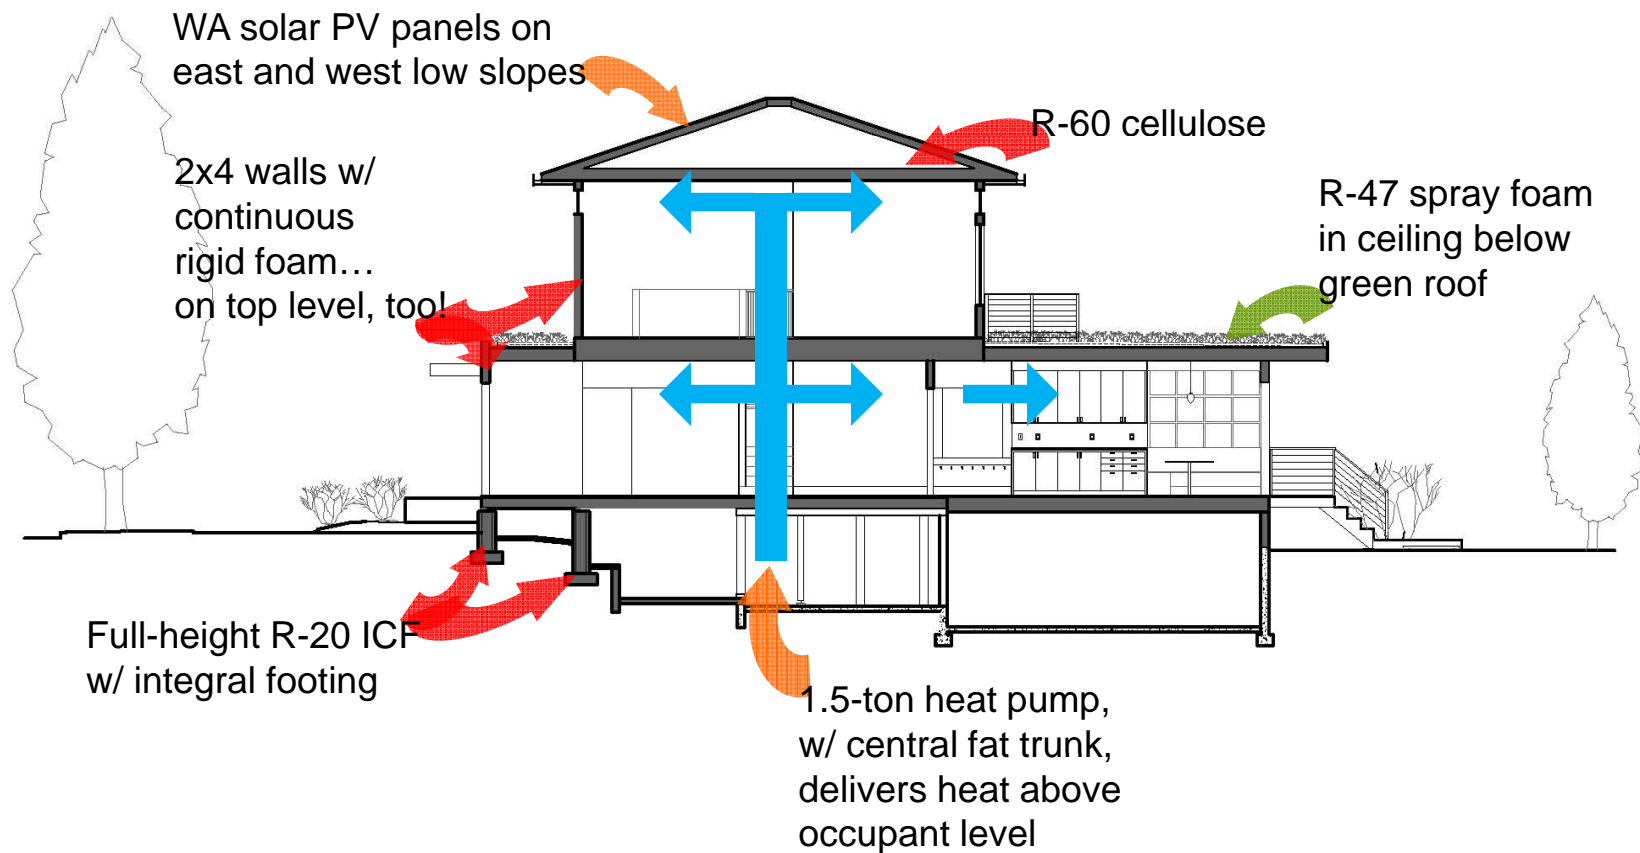 WA solar PV panels on
east and west low slopes
R-60 cellulose
2x4 walls w/
continuous
rigid foam…
on top level, too!
R-47 spray foam
in ceiling below
green roof
Full-height R-20 ICF
w/ integral footing
1.5-ton heat pump,
w/ central fat trunk,
delivers heat above
occupant level